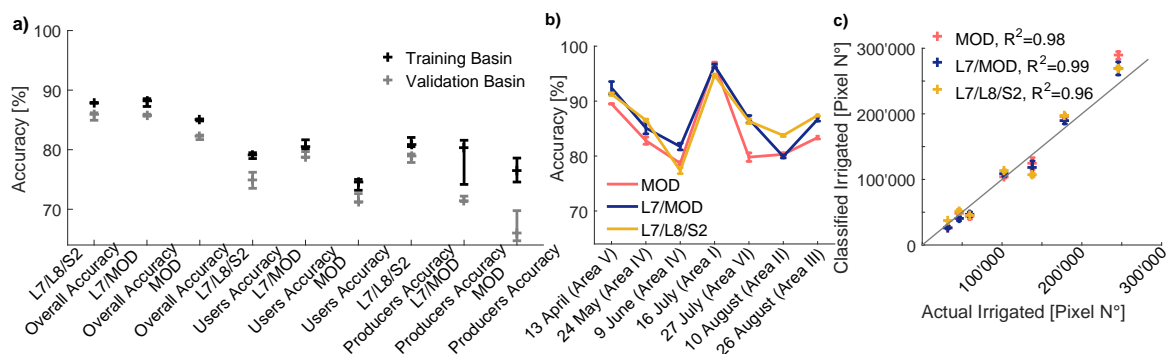 a)
100
90
80
70
Accuracy [%]
Training Basin
Validation Basin
L7/L8/S2
Overall Accuracy
L7/MOD
Overall Accuracy
MOD
Overall Accuracy
L7/L8/S2
Users Accuracy
L7/MOD
Users Accuracy
MOD
Users Accuracy
L7/L8/S2
Producers Accuracy
L7/MOD
Producers Accuracy
MOD
Producers Accuracy
b)
100
90
80
70
Accuracy [%]
MOD
L7/MOD
L7/L8/S2
13 April (Area V)
24 May (Area IV)
9 June (Area IV)
16 July (Area I)
27 July (Area VI)
10 August (Area II)
26 August (Area III)
c)
MOD, R²=0.98
L7/MOD, R²=0.99
L7/L8/S2, R²=0.96
300'000
200'000
100'000
0
Classified Irrigated [Pixel N°]
100'000
200'000
300'000
Actual Irrigated [Pixel N°]